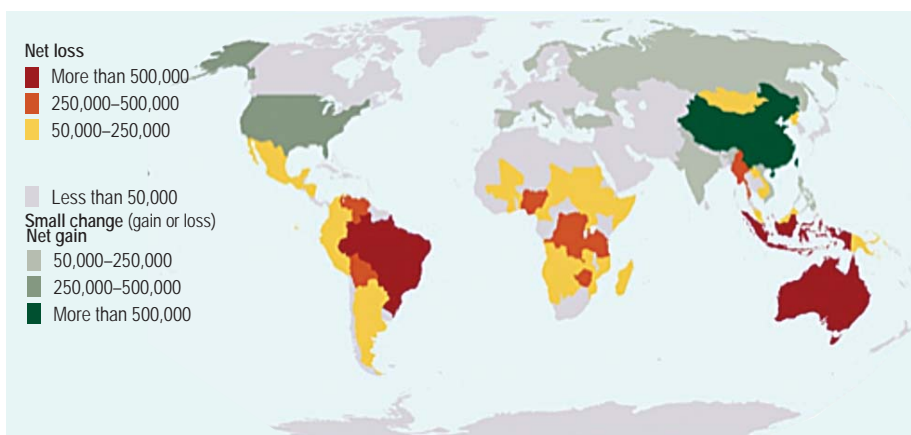 Net loss
More than 500,000
250,000–500,000
50,000–250,000
Less than 50,000
Small change (gain or loss)
Net gain
50,000–250,000
250,000–500,000
More than 500,000